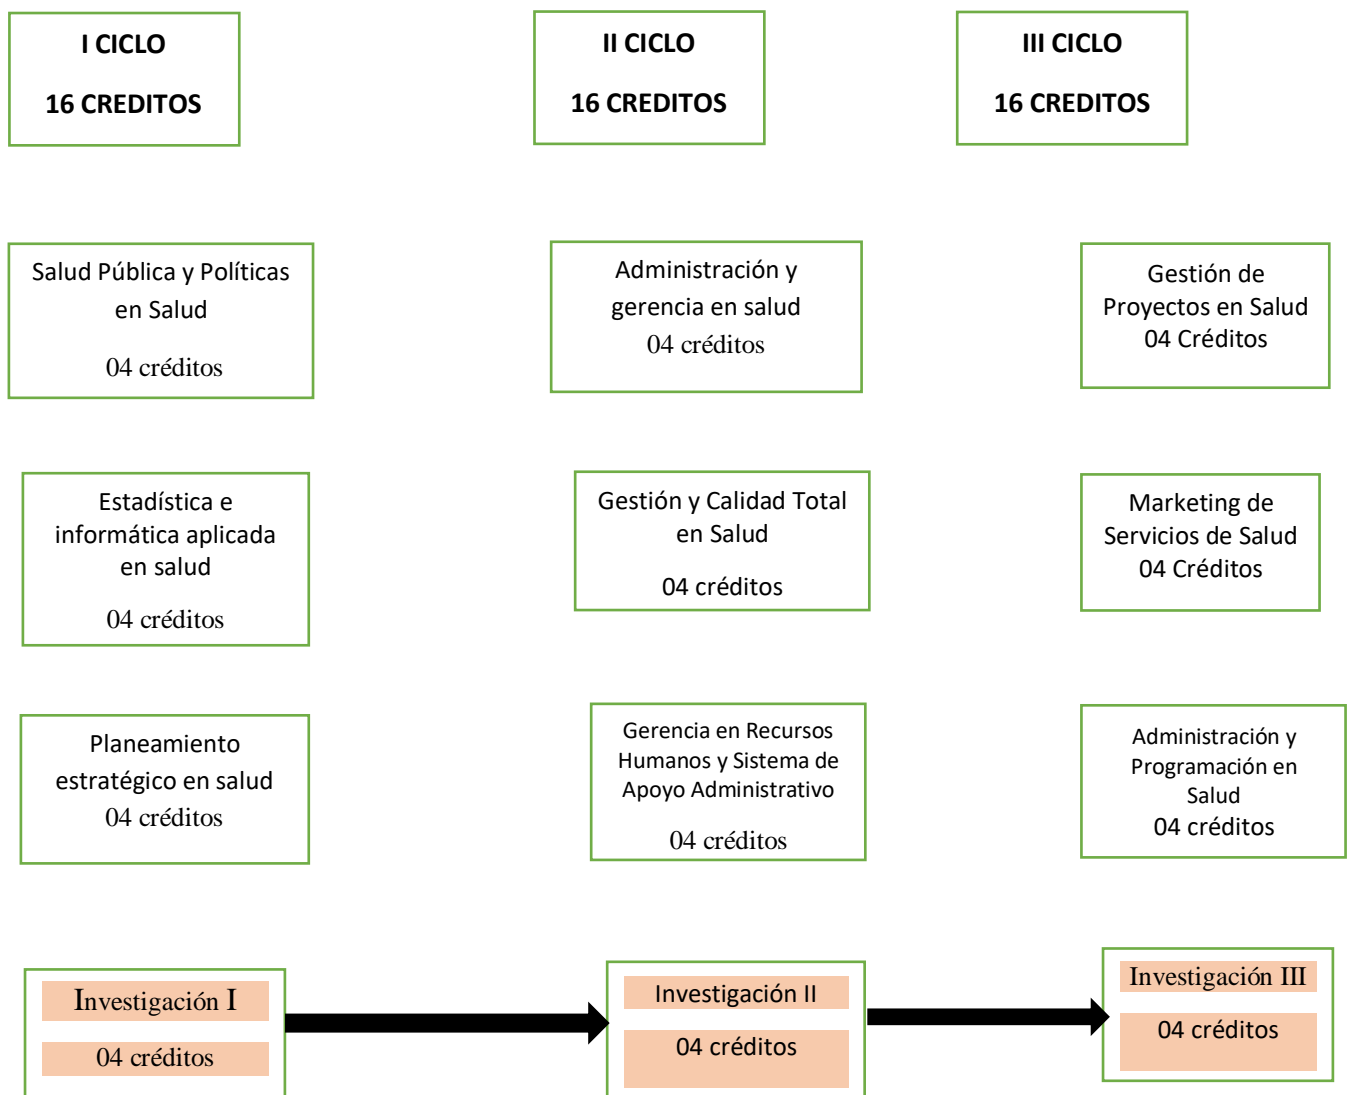 I CICLO
16 CREDITOS
II CICLO
16 CREDITOS
III CICLO
16 CREDITOS
Salud Pública y Políticas
en Salud
04 créditos
Administración y
gerencia en salud
04 créditos
Gestión de
Proyectos en Salud
04 Créditos
Estadística e
informática aplicada
en salud
04 créditos
Gestión y Calidad Total
en Salud
04 créditos
Marketing de
Servicios de Salud
04 Créditos
Planeamiento
estratégico en salud
04 créditos
Gerencia en Recursos
Humanos y Sistema de
Apoyo Administrativo
04 créditos
Administración y
Programación en
Salud
04 créditos
Investigación I
04 créditos
Investigación II
04 créditos
Investigación III
04 créditos